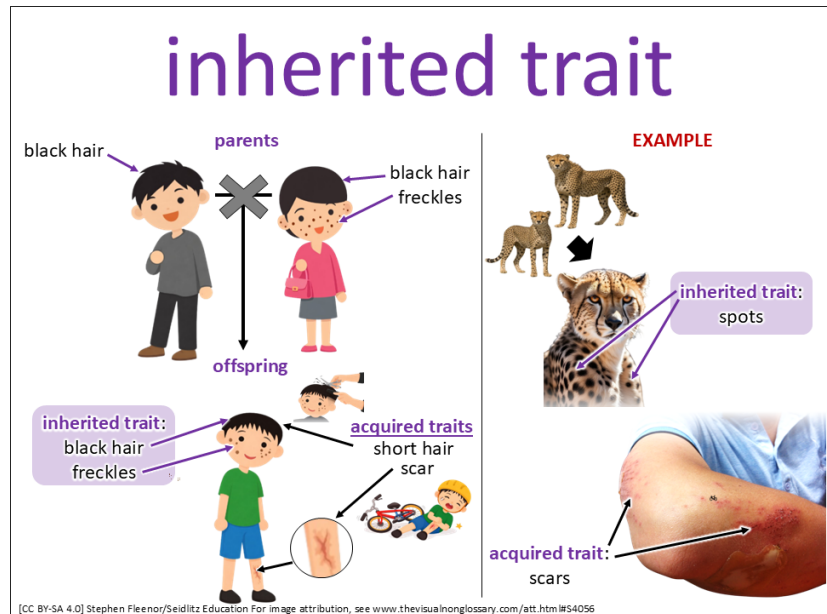 inherited trait
parents
black hair
black hair
freckles
offspring
inherited trait:
black hair
freckles
acquired traits
short hair
scar
EXAMPLE
inherited trait:
spots
acquired trait:
scars
[CC BY-SA 4.0] Stephen Fleenor/Seidlitz Education For image attribution, see www.thevisualnonglossary.com/att.html#S4056